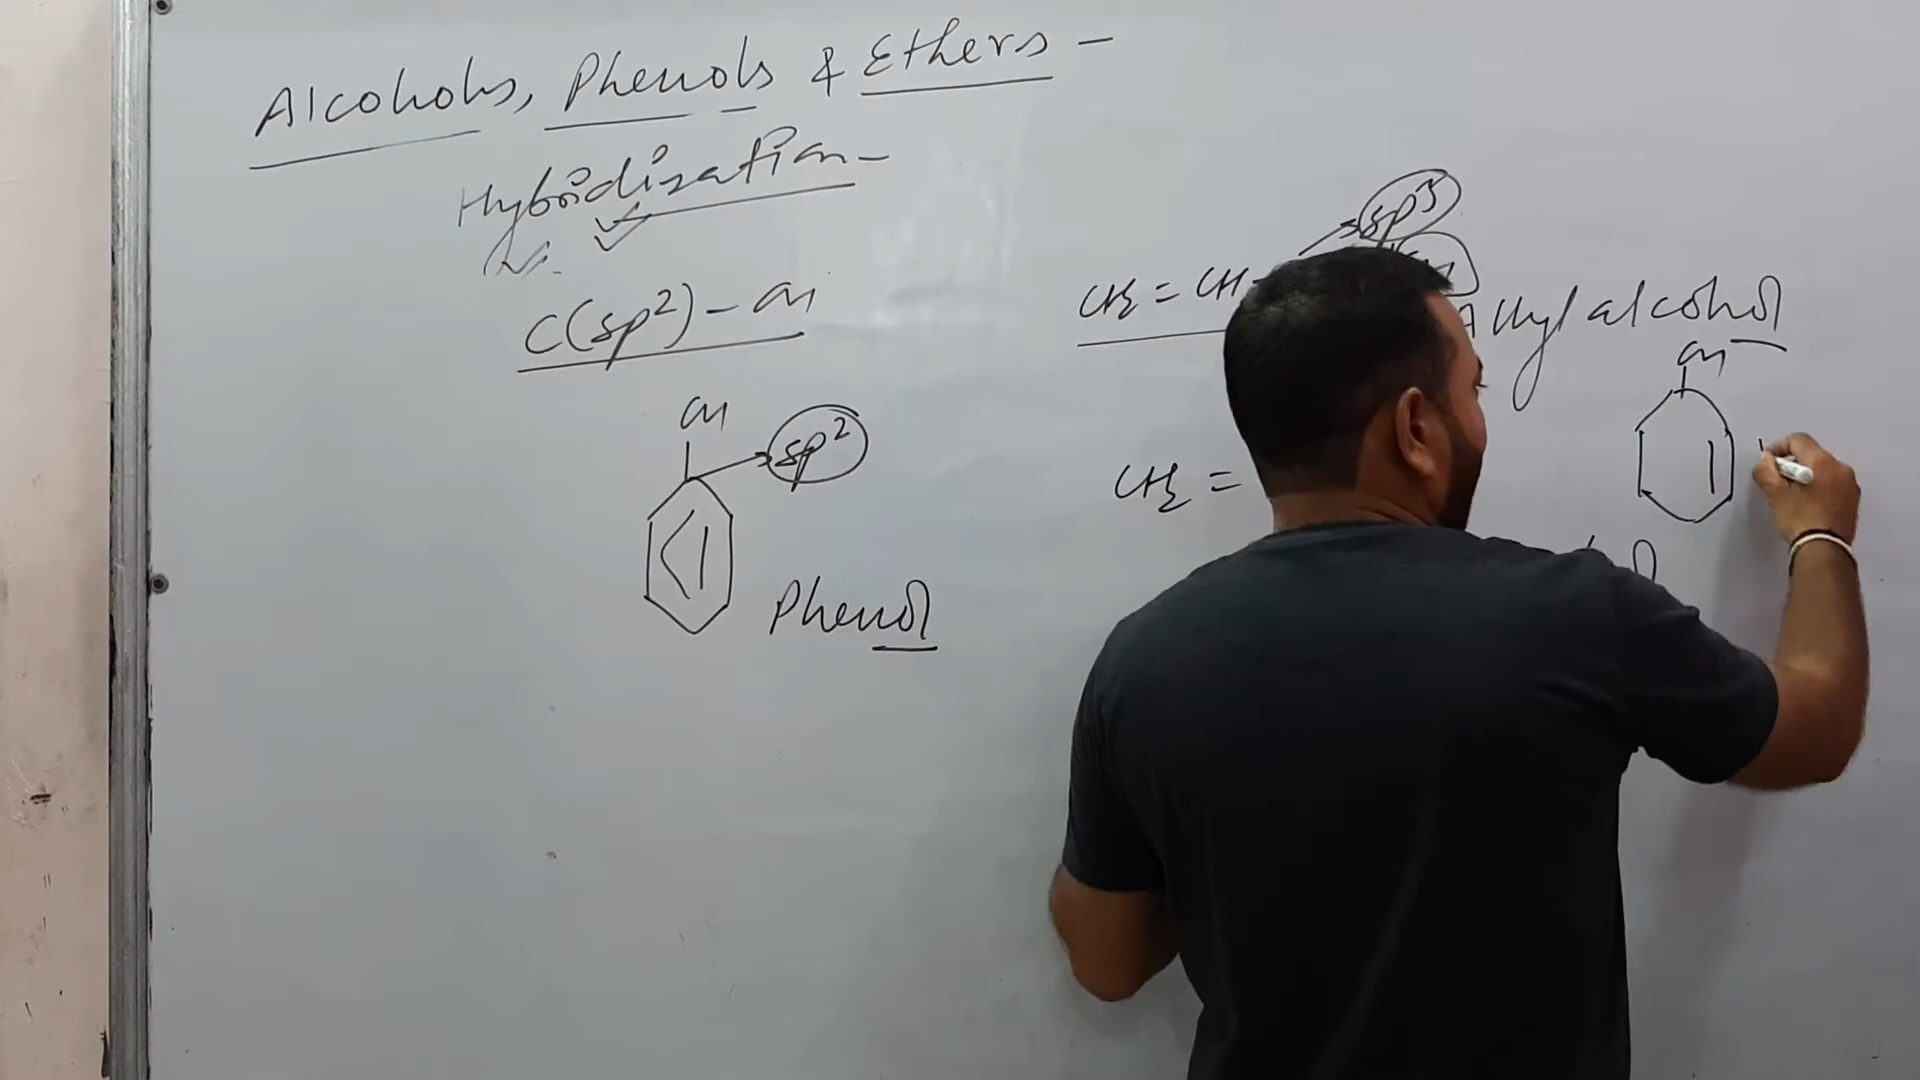 Alcohols, Phenols & Ethers -
Hybridization -
C(sp²) - OH
OH
sp²
Phenol
sp³
CH₂ = CH
Allyl alcohol
OH
CH₂ =